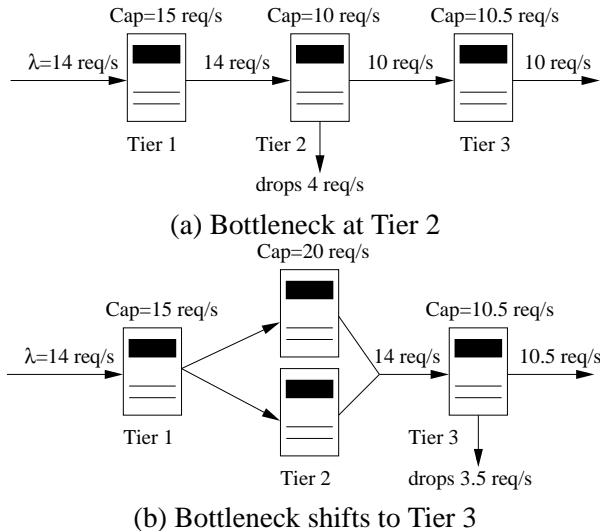 Cap=15 req/s Cap=10 req/s Cap=10.5 req/s
λ=14 req/s 14 req/s 10 req/s 10 req/s
Tier 1 Tier 2 Tier 3
drops 4 req/s
(a) Bottleneck at Tier 2
Cap=20 req/s
Cap=15 req/s Cap=10.5 req/s
λ=14 req/s 14 req/s 10.5 req/s
Tier 1 Tier 3
Tier 2
drops 3.5 req/s
(b) Bottleneck shifts to Tier 3